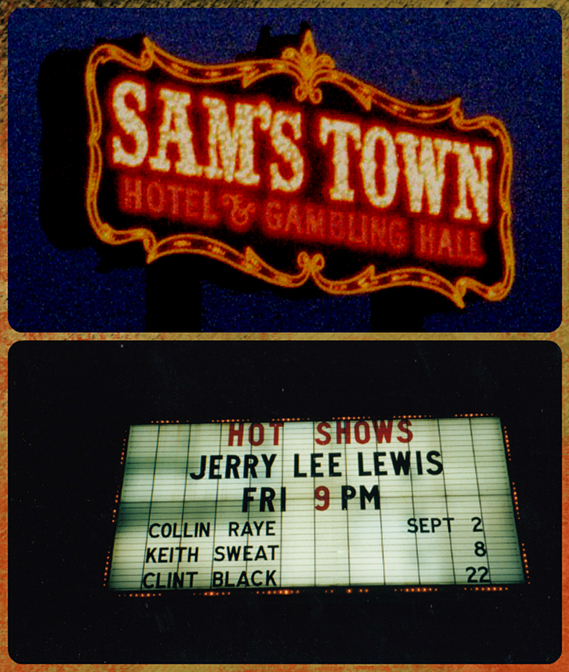 SAM'S TOWN
HOTEL & GAMBLING HALL
HOT SHOWS
JERRY LEE LEWIS
FRI 9 PM
COLLIN RAYE SEPT 2
KEITH SWEAT 8
CLINT BLACK 22